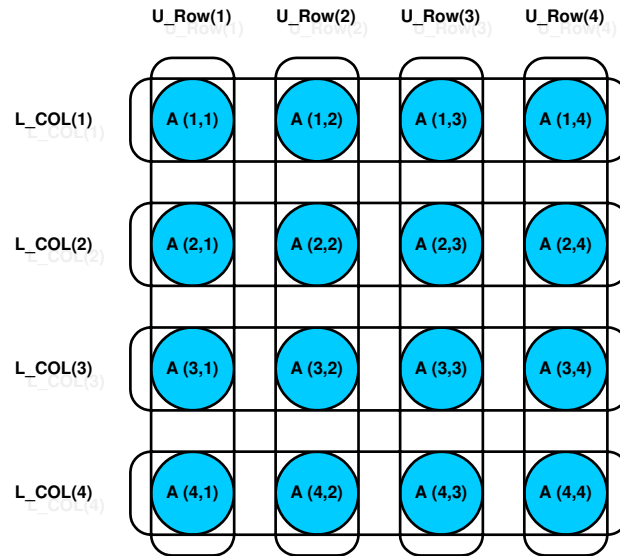 U_Row(1) U_Row(2) U_Row(3) U_Row(4)
L_COL(1) A (1,1) A (1,2) A (1,3) A (1,4)
L_COL(2) A (2,1) A (2,2) A (2,3) A (2,4)
L_COL(3) A (3,1) A (3,2) A (3,3) A (3,4)
L_COL(4) A (4,1) A (4,2) A (4,3) A (4,4)